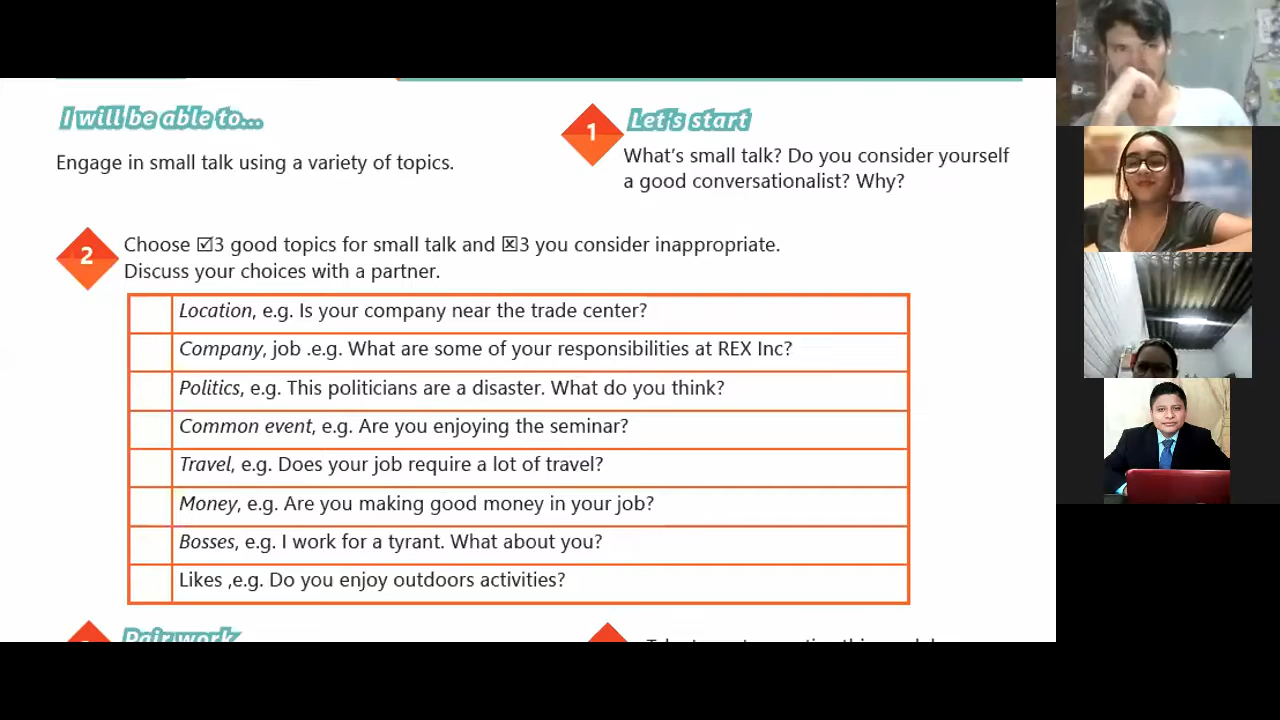 I will be able to...
Engage in small talk using a variety of topics.
1
Let's start
What's small talk? Do you consider yourself
a good conversationalist? Why?
2
Choose ☑3 good topics for small talk and ☒3 you consider inappropriate.
Discuss your choices with a partner.
Location, e.g. Is your company near the trade center?
Company, job .e.g. What are some of your responsibilities at REX Inc?
Politics, e.g. This politicians are a disaster. What do you think?
Common event, e.g. Are you enjoying the seminar?
Travel, e.g. Does your job require a lot of travel?
Money, e.g. Are you making good money in your job?
Bosses, e.g. I work for a tyrant. What about you?
Likes ,e.g. Do you enjoy outdoors activities?
Pair work